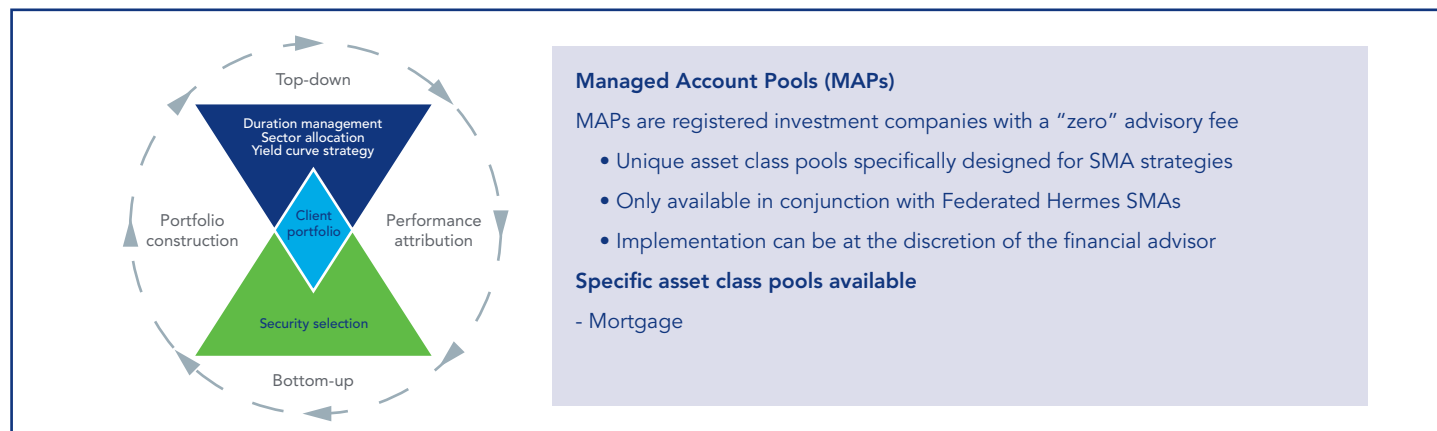 Top-down
Duration management
Sector allocation
Yield curve strategy
Portfolio
construction
Client
portfolio
Performance
attribution
Security selection
Bottom-up
Managed Account Pools (MAPs)
MAPs are registered investment companies with a “zero” advisory fee
• Unique asset class pools specifically designed for SMA strategies
• Only available in conjunction with Federated Hermes SMAs
• Implementation can be at the discretion of the financial advisor
Specific asset class pools available
- Mortgage